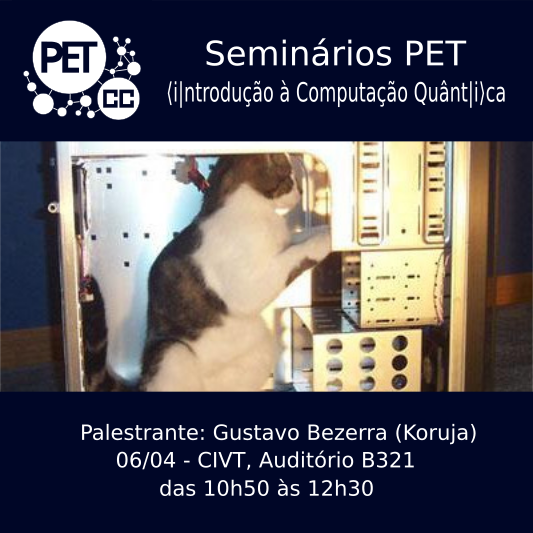 PET
CC
Seminários PET
⟨i|ntrodução à Computação Quânt|i⟩ca
Palestrante: Gustavo Bezerra (Koruja)
06/04 - CIVT, Auditório B321
das 10h50 às 12h30